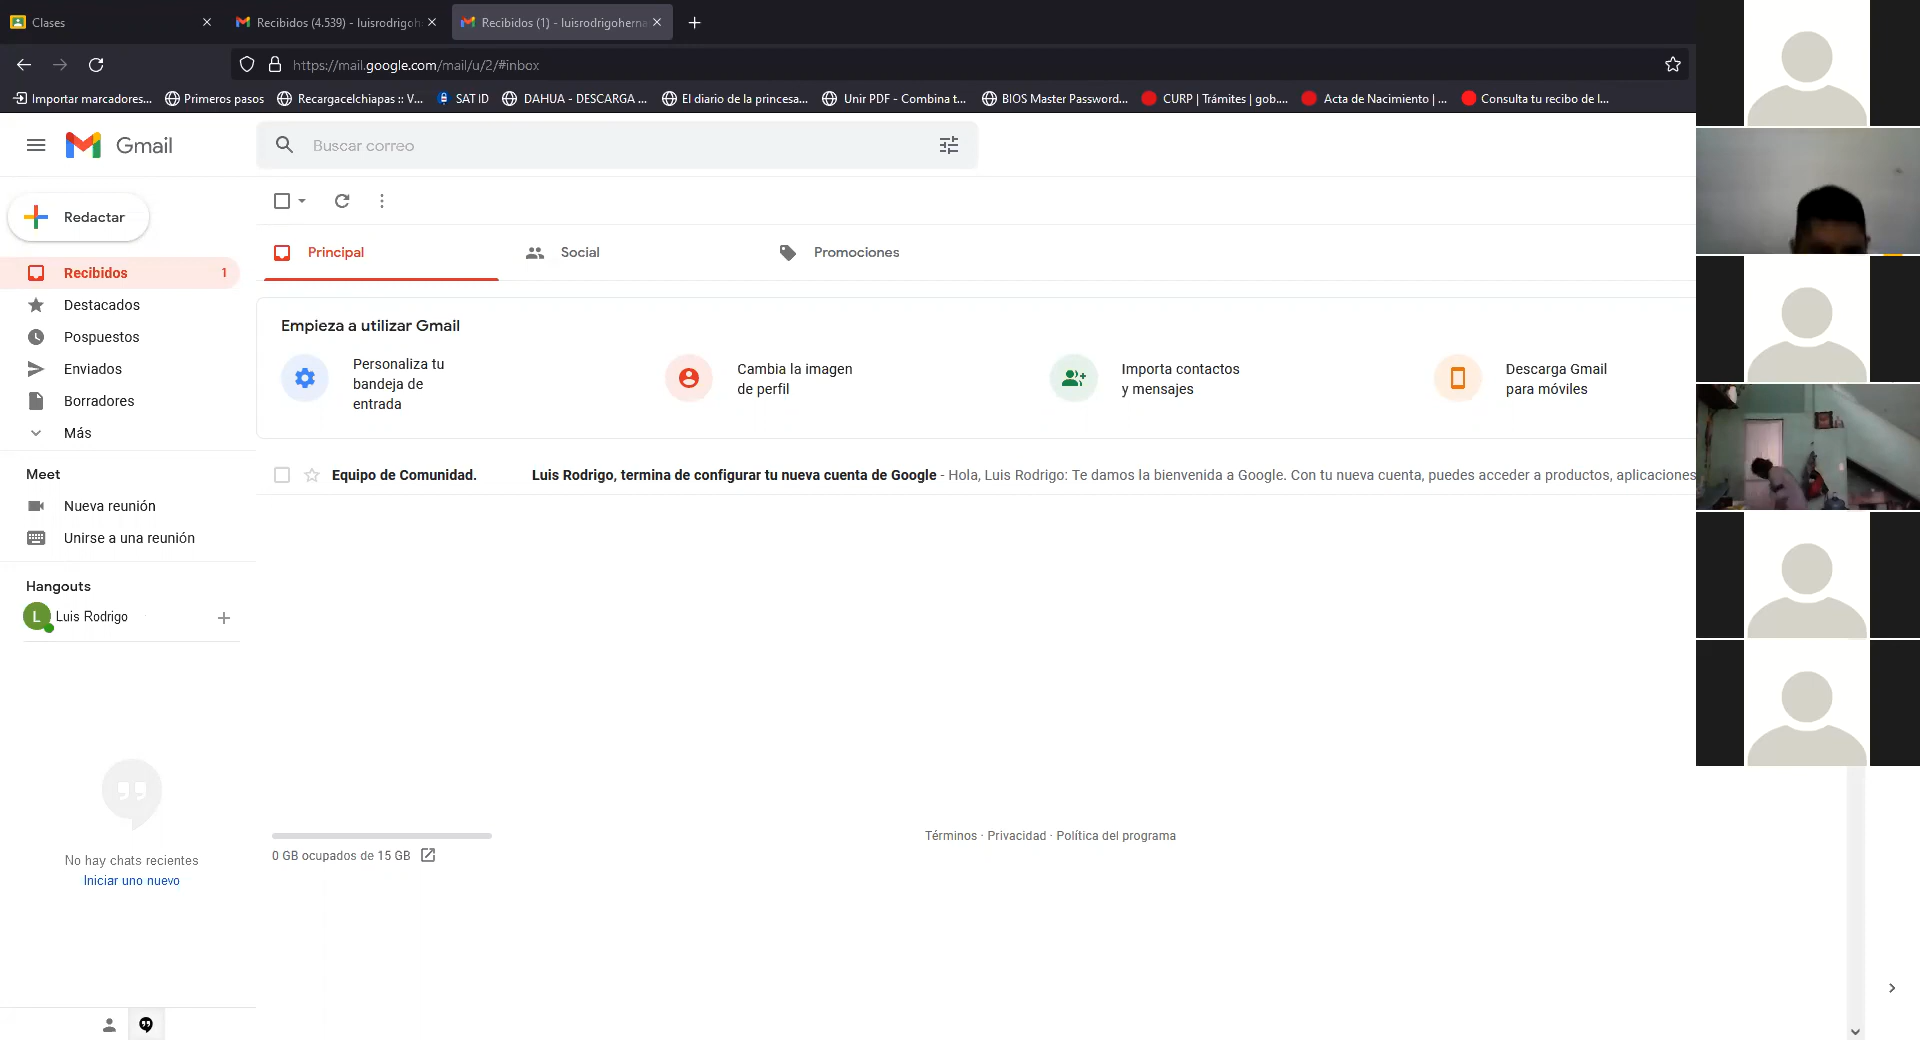 Clases
Recibidos (4.539) - luisrodrigoh
Recibidos (1) - luisrodrigoherna
https://mail.google.com/mail/u/2/#inbox
Importar marcadores...
Primeros pasos
Recargacelchiapas :: V...
SAT ID
DAHUA - DESCARGA ...
El diario de la princesa...
Unir PDF - Combina t...
BIOS Master Password...
CURP | Trámites | gob....
Acta de Nacimiento | ...
Consulta tu recibo de l...
Gmail
Buscar correo
Redactar
Recibidos 1
Destacados
Pospuestos
Enviados
Borradores
Más
Meet
Nueva reunión
Unirse a una reunión
Hangouts
L
Luis Rodrigo
No hay chats recientes
Iniciar uno nuevo
Principal
Social
Promociones
Empieza a utilizar Gmail
Personaliza tu
bandeja de
entrada
Cambia la imagen
de perfil
Importa contactos
y mensajes
Descarga Gmail
para móviles
Equipo de Comunidad. Luis Rodrigo, termina de configurar tu nueva cuenta de Google - Hola, Luis Rodrigo: Te damos la bienvenida a Google. Con tu nueva cuenta, puedes acceder a productos, aplicaciones
0 GB ocupados de 15 GB
Términos · Privacidad · Política del programa